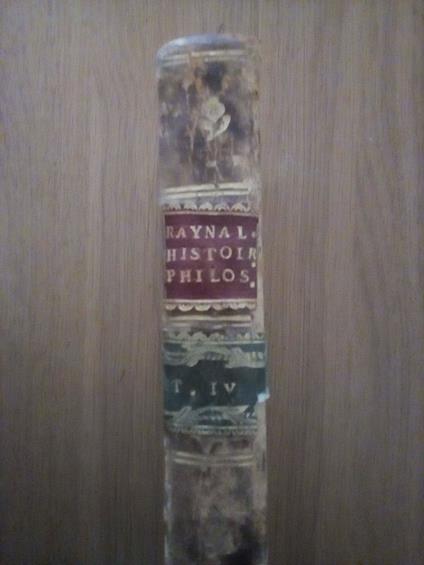 RAYNAL.
HISTOIR
PHILOS.
T. IV